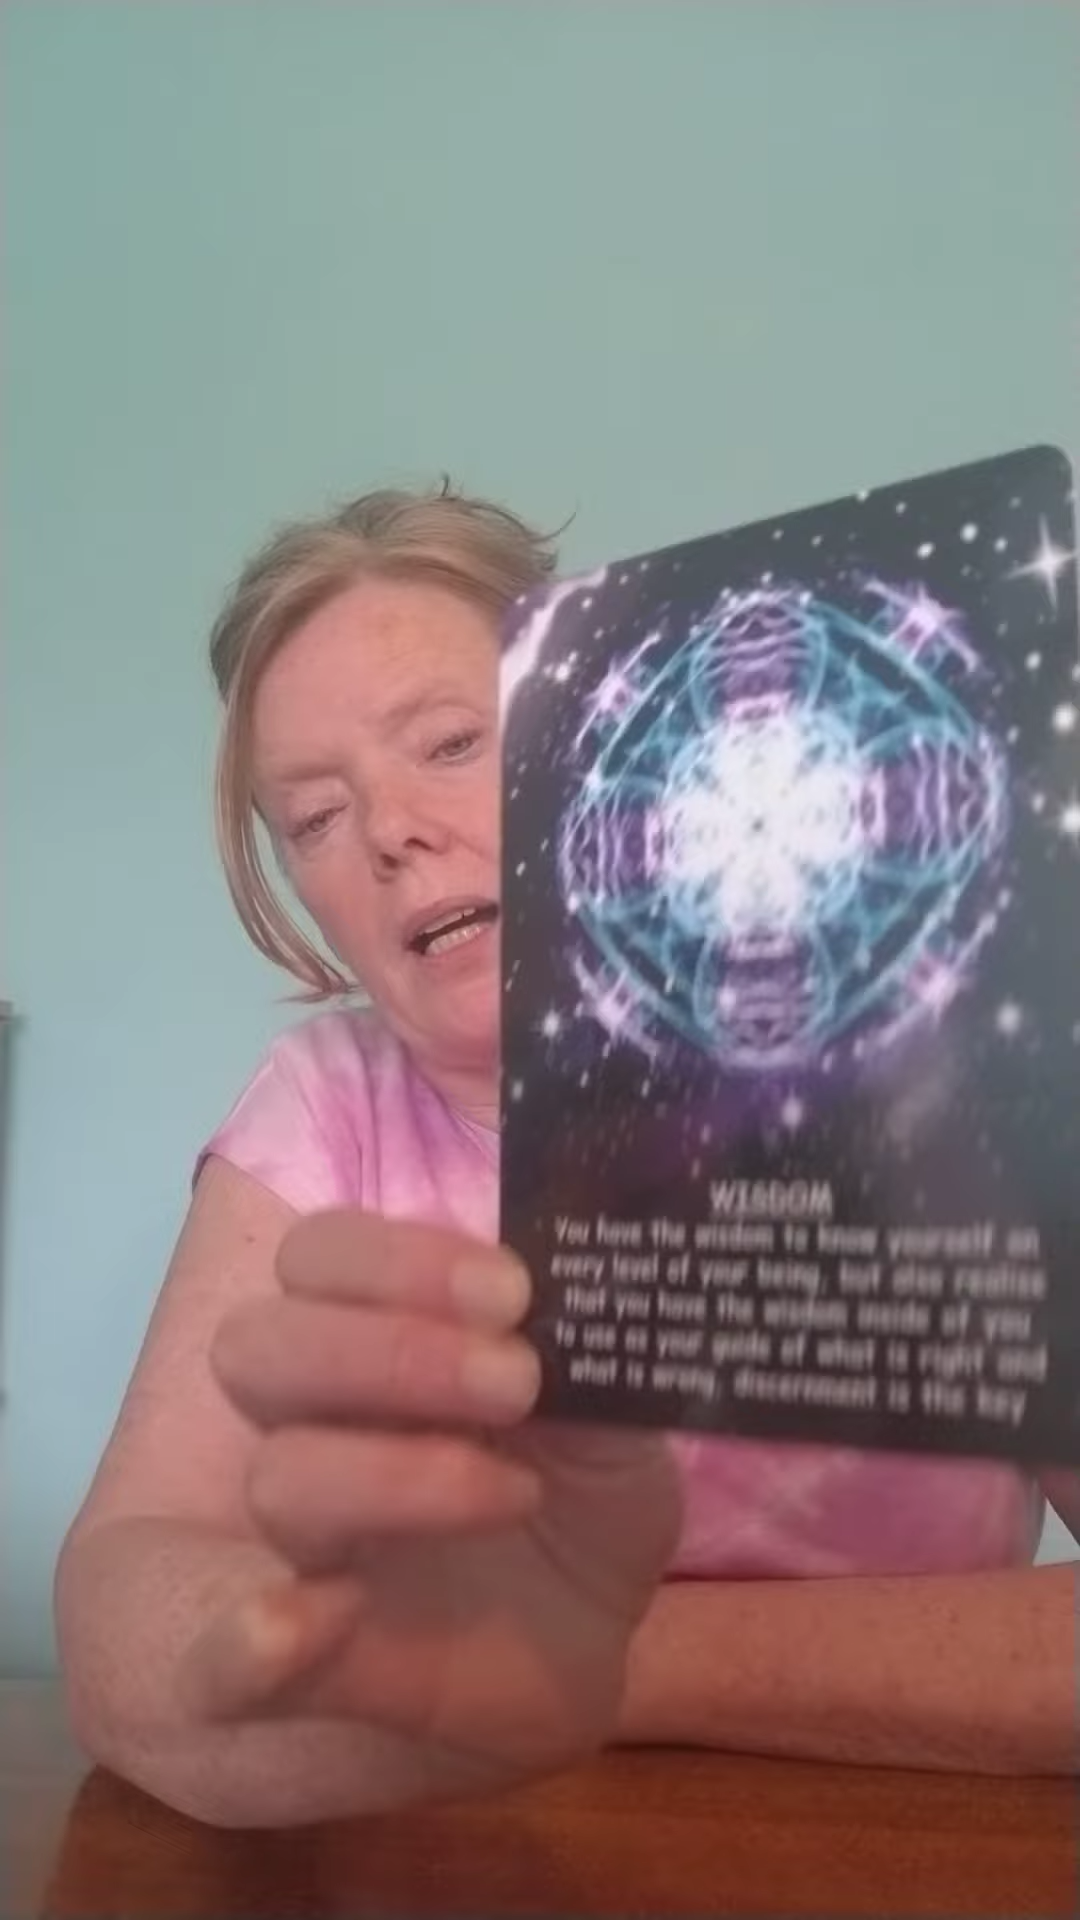 WISDOM
You have the wisdom to know yourself on
every level of your being, but also realise
that you have the wisdom inside of you
to use as your guide of what is right and
what is wrong, discernment is the key